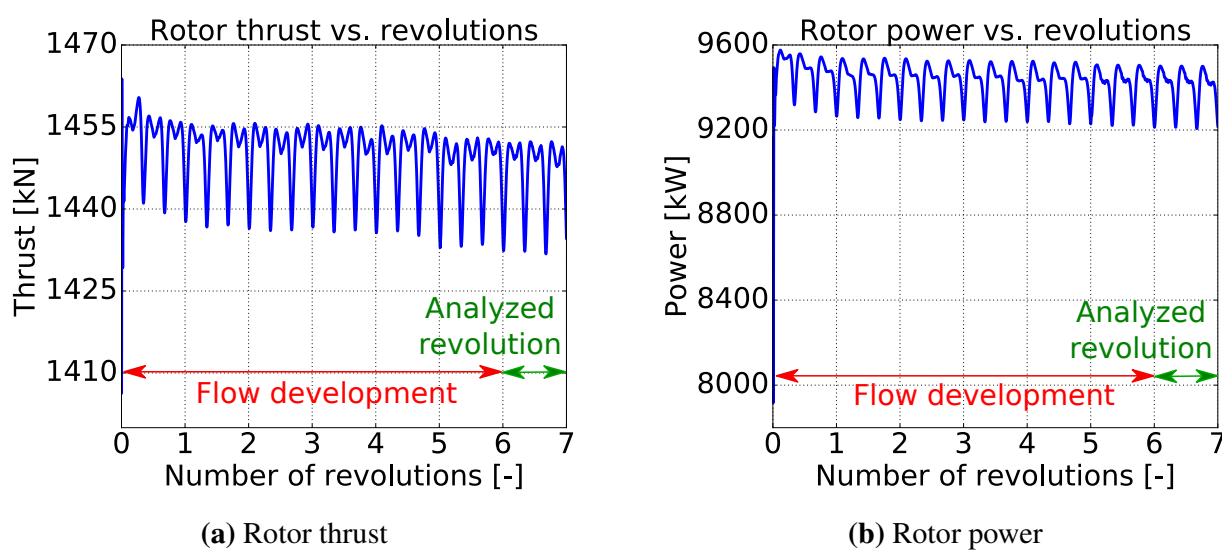 Rotor thrust vs. revolutions
1470
1455
1440
1425
1410
Thrust [kN]
Analyzed
revolution
Flow development
0 1 2 3 4 5 6 7
Number of revolutions [-]
(a) Rotor thrust
Rotor power vs. revolutions
9600
9200
8800
8400
8000
Power [kW]
Analyzed
revolution
Flow development
0 1 2 3 4 5 6 7
Number of revolutions [-]
(b) Rotor power